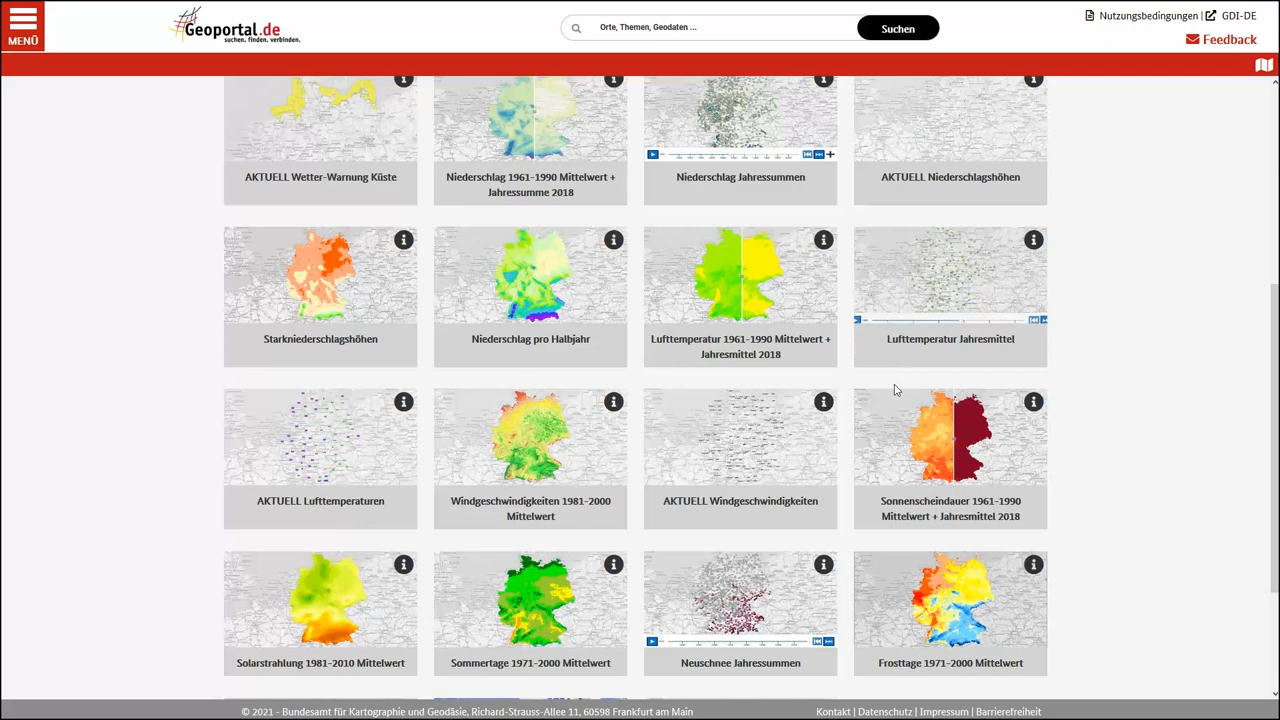 MENÜ
Geoportal.de
suchen. finden. verbinden.
Orte, Themen, Geodaten ...
Suchen
Nutzungsbedingungen | GDI-DE
Feedback
AKTUELL Wetter-Warnung Küste
Niederschlag 1961-1990 Mittelwert +
Jahressumme 2018
Niederschlag Jahressummen
AKTUELL Niederschlagshöhen
Starkniederschlagshöhen
Niederschlag pro Halbjahr
Lufttemperatur 1961-1990 Mittelwert +
Jahresmittel 2018
Lufttemperatur Jahresmittel
AKTUELL Lufttemperaturen
Windgeschwindigkeiten 1981-2000
Mittelwert
AKTUELL Windgeschwindigkeiten
Sonnenscheindauer 1961-1990
Mittelwert + Jahresmittel 2018
Solarstrahlung 1981-2010 Mittelwert
Sommertage 1971-2000 Mittelwert
Neuschnee Jahressummen
Frosttage 1971-2000 Mittelwert
© 2021 - Bundesamt für Kartographie und Geodäsie, Richard-Strauss-Allee 11, 60598 Frankfurt am Main
Kontakt | Datenschutz | Impressum | Barrierefreiheit